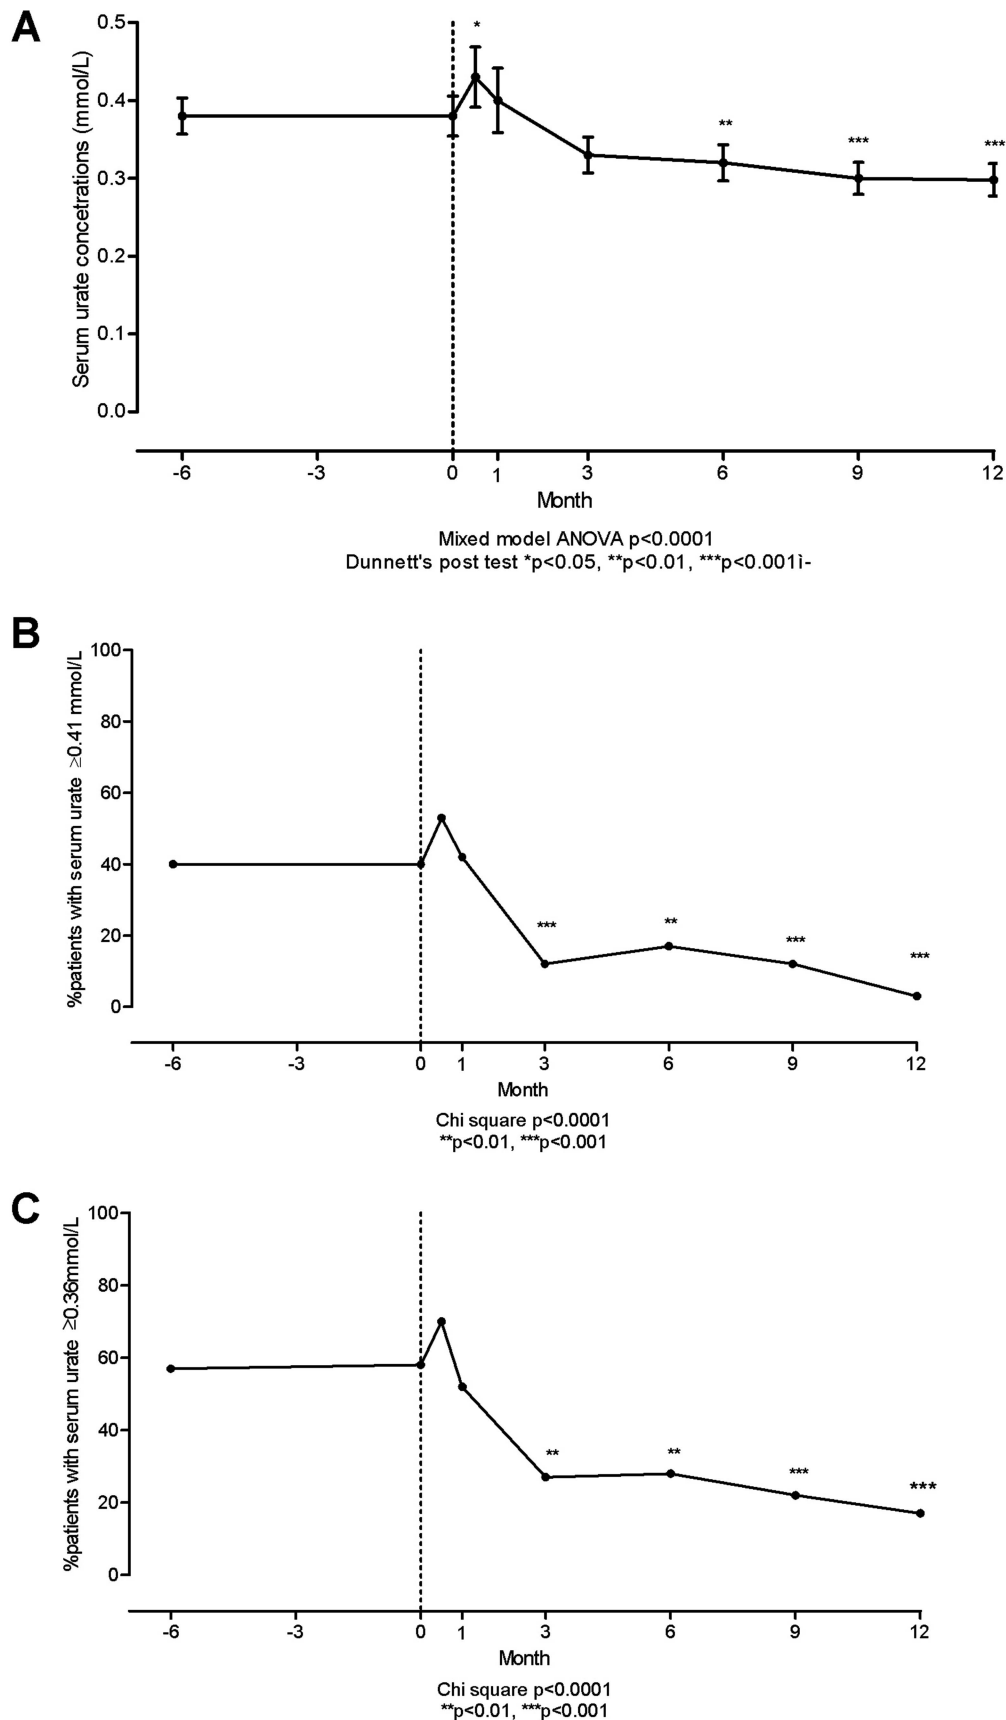 A
Serum urate concetrations (mmol/L)
0.5
0.4
0.3
0.2
0.1
0.0
*
**
***
***
-6 -3 0 1 3 6 9 12
Month
Mixed model ANOVA p<0.0001
Dunnett's post test *p<0.05, **p<0.01, ***p<0.001ì-
B
%patients with serum urate ≥0.41 mmol/L
100
80
60
40
20
0
***
**
***
***
-6 -3 0 1 3 6 9 12
Month
Chi square p<0.0001
**p<0.01, ***p<0.001
C
%patients with serum urate ≥0.36mmol/L
100
80
60
40
20
0
**
**
***
***
-6 -3 0 1 3 6 9 12
Month
Chi square p<0.0001
**p<0.01, ***p<0.001